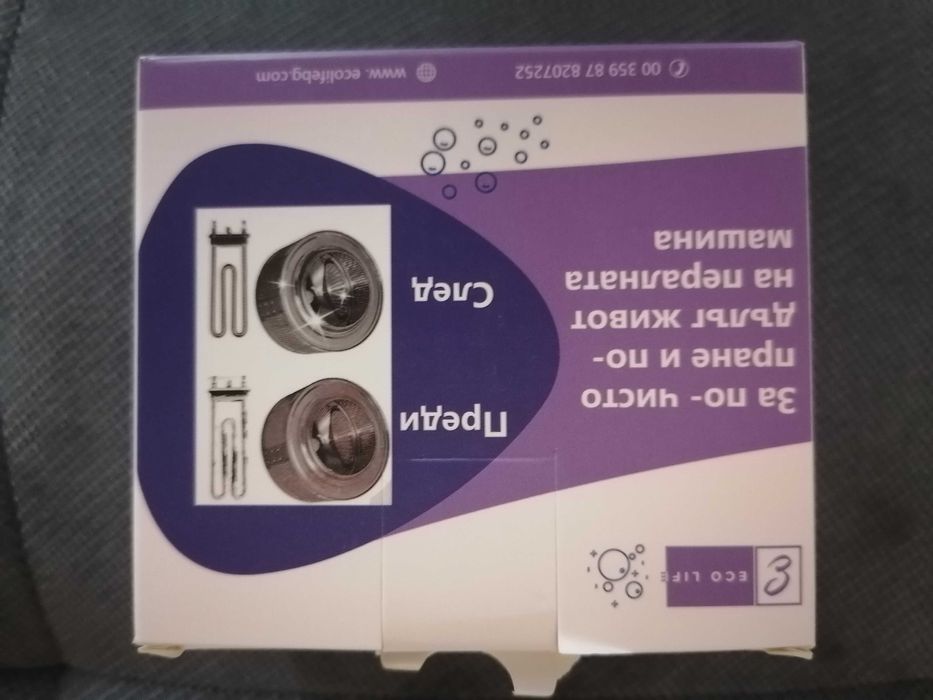 3 ECO LIFE
За по- чисто
пране и по-
дълъг живот
на пералната
машина
Преди
След
00 359 87 8207252
www. ecolifebg.com